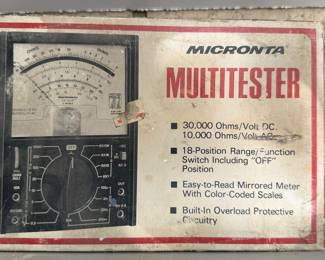 MICRONTA
MULTITESTER
30,000 Ohms/Volt DC.
10,000 Ohms/Volt AC
18-Position Range/Function
Switch Including "OFF"
Position
Easy-to-Read Mirrored Meter
With Color-Coded Scales
Built-In Overload Protective
Circuitry
OFF